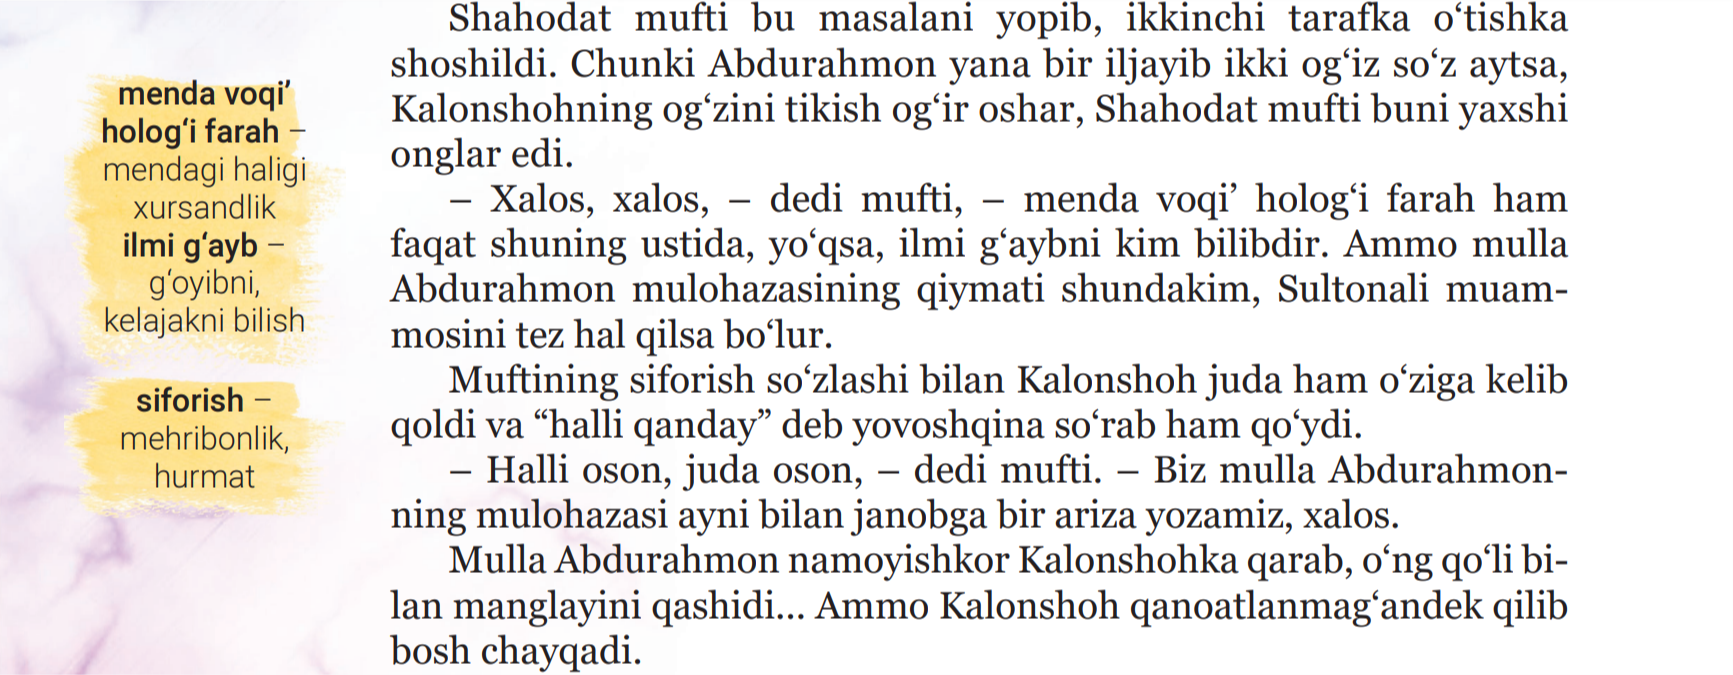 menda voqi’
holog‘i farah –
mendagi haligi
xursandlik
ilmi g‘ayb –
g‘oyibni,
kelajakni bilish
siforish –
mehribonlik,
hurmat
Shahodat mufti bu masalani yopib, ikkinchi tarafka o‘tishka
shoshildi. Chunki Abdurahmon yana bir iljayib ikki og‘iz so‘z aytsa,
Kalonshohning og‘zini tikish og‘ir oshar, Shahodat mufti buni yaxshi
onglar edi.
– Xalos, xalos, – dedi mufti, – menda voqi’ holog‘i farah ham
faqat shuning ustida, yo‘qsa, ilmi g‘aybni kim bilibdir. Ammo mulla
Abdurahmon mulohazasining qiymati shundakim, Sultonali muam-
mosini tez hal qilsa bo‘lur.
Muftining siforish so‘zlashi bilan Kalonshoh juda ham o‘ziga kelib
qoldi va “halli qanday” deb yovoshqina so‘rab ham qo‘ydi.
– Halli oson, juda oson, – dedi mufti. – Biz mulla Abdurahmon-
ning mulohazasi ayni bilan janobga bir ariza yozamiz, xalos.
Mulla Abdurahmon namoyishkor Kalonshohka qarab, o‘ng qo‘li bi-
lan manglayini qashidi... Ammo Kalonshoh qanoatlanmag‘andek qilib
bosh chayqadi.